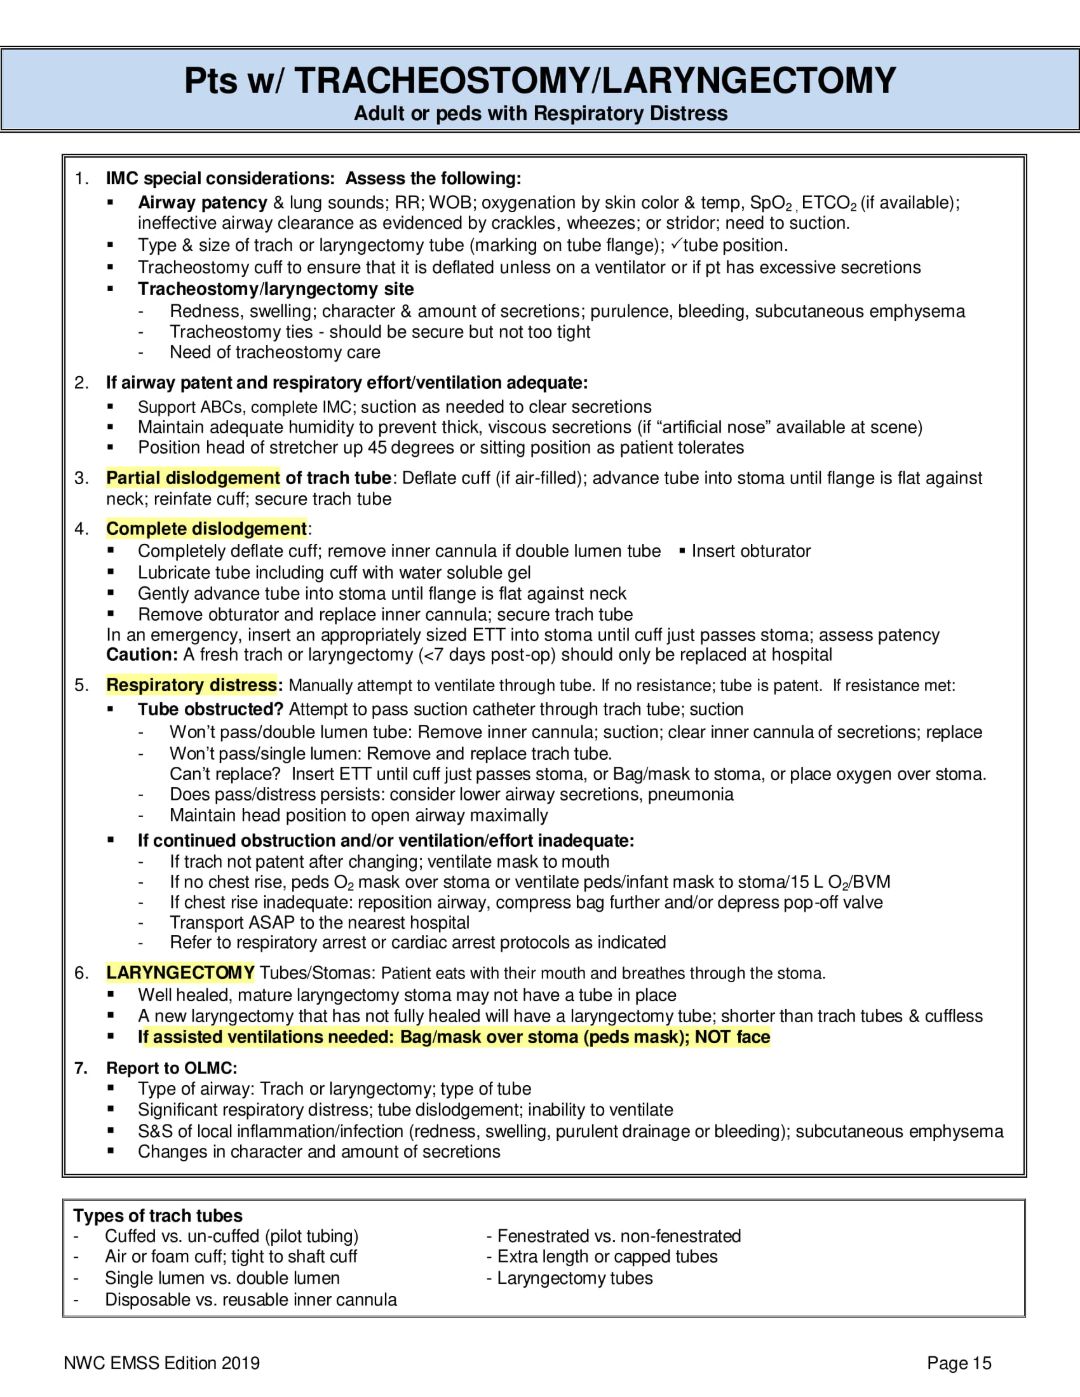 Pts w/ TRACHEOSTOMY/LARYNGECTOMY
Adult or peds with Respiratory Distress
1. IMC special considerations: Assess the following:
▪ Airway patency & lung sounds; RR; WOB; oxygenation by skin color & temp, SpO2 , ETCO2 (if available);
ineffective airway clearance as evidenced by crackles, wheezes; or stridor; need to suction.
▪ Type & size of trach or laryngectomy tube (marking on tube flange); ✓tube position.
▪ Tracheostomy cuff to ensure that it is deflated unless on a ventilator or if pt has excessive secretions
▪ Tracheostomy/laryngectomy site
- Redness, swelling; character & amount of secretions; purulence, bleeding, subcutaneous emphysema
- Tracheostomy ties - should be secure but not too tight
- Need of tracheostomy care
2. If airway patent and respiratory effort/ventilation adequate:
▪ Support ABCs, complete IMC; suction as needed to clear secretions
▪ Maintain adequate humidity to prevent thick, viscous secretions (if “artificial nose” available at scene)
▪ Position head of stretcher up 45 degrees or sitting position as patient tolerates
3. Partial dislodgement of trach tube: Deflate cuff (if air-filled); advance tube into stoma until flange is flat against
neck; reinfate cuff; secure trach tube
4. Complete dislodgement:
▪ Completely deflate cuff; remove inner cannula if double lumen tube ▪ Insert obturator
▪ Lubricate tube including cuff with water soluble gel
▪ Gently advance tube into stoma until flange is flat against neck
▪ Remove obturator and replace inner cannula; secure trach tube
In an emergency, insert an appropriately sized ETT into stoma until cuff just passes stoma; assess patency
Caution: A fresh trach or laryngectomy (<7 days post-op) should only be replaced at hospital
5. Respiratory distress: Manually attempt to ventilate through tube. If no resistance; tube is patent. If resistance met:
▪ Tube obstructed? Attempt to pass suction catheter through trach tube; suction
- Won’t pass/double lumen tube: Remove inner cannula; suction; clear inner cannula of secretions; replace
- Won’t pass/single lumen: Remove and replace trach tube.
Can’t replace? Insert ETT until cuff just passes stoma, or Bag/mask to stoma, or place oxygen over stoma.
- Does pass/distress persists: consider lower airway secretions, pneumonia
- Maintain head position to open airway maximally
▪ If continued obstruction and/or ventilation/effort inadequate:
- If trach not patent after changing; ventilate mask to mouth
- If no chest rise, peds O2 mask over stoma or ventilate peds/infant mask to stoma/15 L O2/BVM
- If chest rise inadequate: reposition airway, compress bag further and/or depress pop-off valve
- Transport ASAP to the nearest hospital
- Refer to respiratory arrest or cardiac arrest protocols as indicated
6. LARYNGECTOMY Tubes/Stomas: Patient eats with their mouth and breathes through the stoma.
▪ Well healed, mature laryngectomy stoma may not have a tube in place
▪ A new laryngectomy that has not fully healed will have a laryngectomy tube; shorter than trach tubes & cuffless
▪ If assisted ventilations needed: Bag/mask over stoma (peds mask); NOT face
7. Report to OLMC:
▪ Type of airway: Trach or laryngectomy; type of tube
▪ Significant respiratory distress; tube dislodgement; inability to ventilate
▪ S&S of local inflammation/infection (redness, swelling, purulent drainage or bleeding); subcutaneous emphysema
▪ Changes in character and amount of secretions
Types of trach tubes
- Cuffed vs. un-cuffed (pilot tubing)
- Air or foam cuff; tight to shaft cuff
- Single lumen vs. double lumen
- Disposable vs. reusable inner cannula
- Fenestrated vs. non-fenestrated
- Extra length or capped tubes
- Laryngectomy tubes
NWC EMSS Edition 2019
Page 15